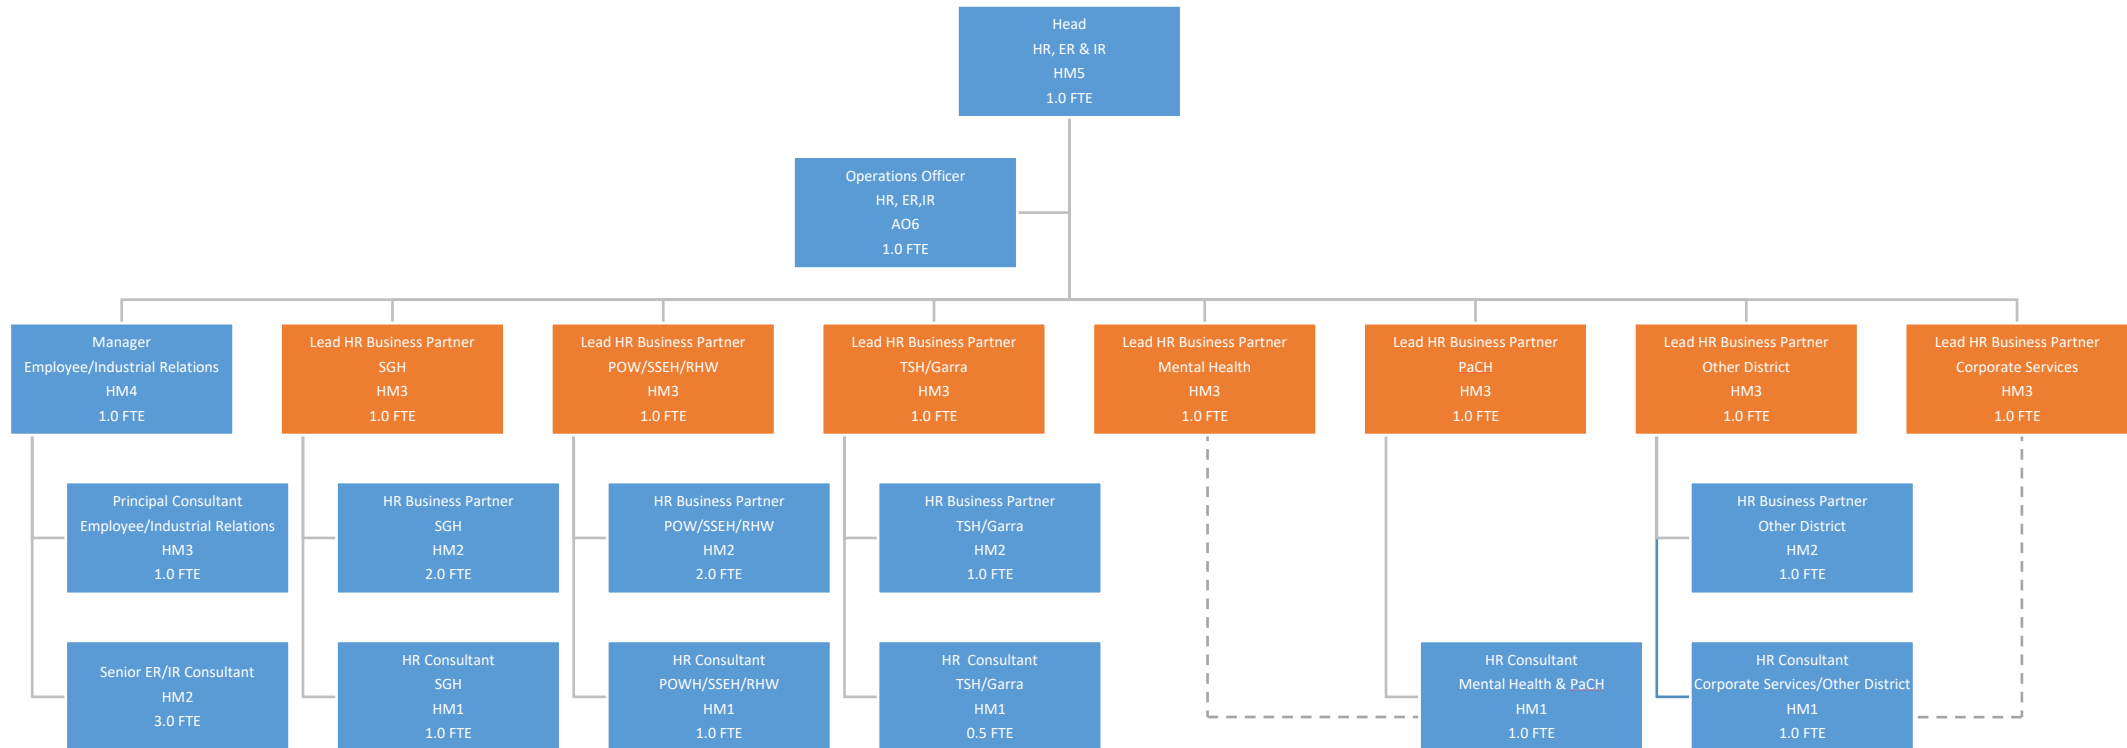 Head
HR, ER & IR
HM5
1.0 FTE
Operations Officer
HR, ER,IR
AO6
1.0 FTE
Manager
Employee/Industrial Relations
HM4
1.0 FTE
Lead HR Business Partner
SGH
HM3
1.0 FTE
Lead HR Business Partner
POW/SSEH/RHW
HM3
1.0 FTE
Lead HR Business Partner
TSH/Garra
HM3
1.0 FTE
Lead HR Business Partner
Mental Health
HM3
1.0 FTE
Lead HR Business Partner
PaCH
HM3
1.0 FTE
Lead HR Business Partner
Other District
HM3
1.0 FTE
Lead HR Business Partner
Corporate Services
HM3
1.0 FTE
Principal Consultant
Employee/Industrial Relations
HM3
1.0 FTE
HR Business Partner
SGH
HM2
2.0 FTE
HR Business Partner
POW/SSEH/RHW
HM2
2.0 FTE
HR Business Partner
TSH/Garra
HM2
1.0 FTE
HR Business Partner
Other District
HM2
1.0 FTE
Senior ER/IR Consultant
HM2
3.0 FTE
HR Consultant
SGH
HM1
1.0 FTE
HR Consultant
POWH/SSEH/RHW
HM1
1.0 FTE
HR  Consultant
TSH/Garra
HM1
0.5 FTE
HR Consultant
Mental Health & PaCH
HM1
1.0 FTE
HR Consultant
Corporate Services/Other District
HM1
1.0 FTE